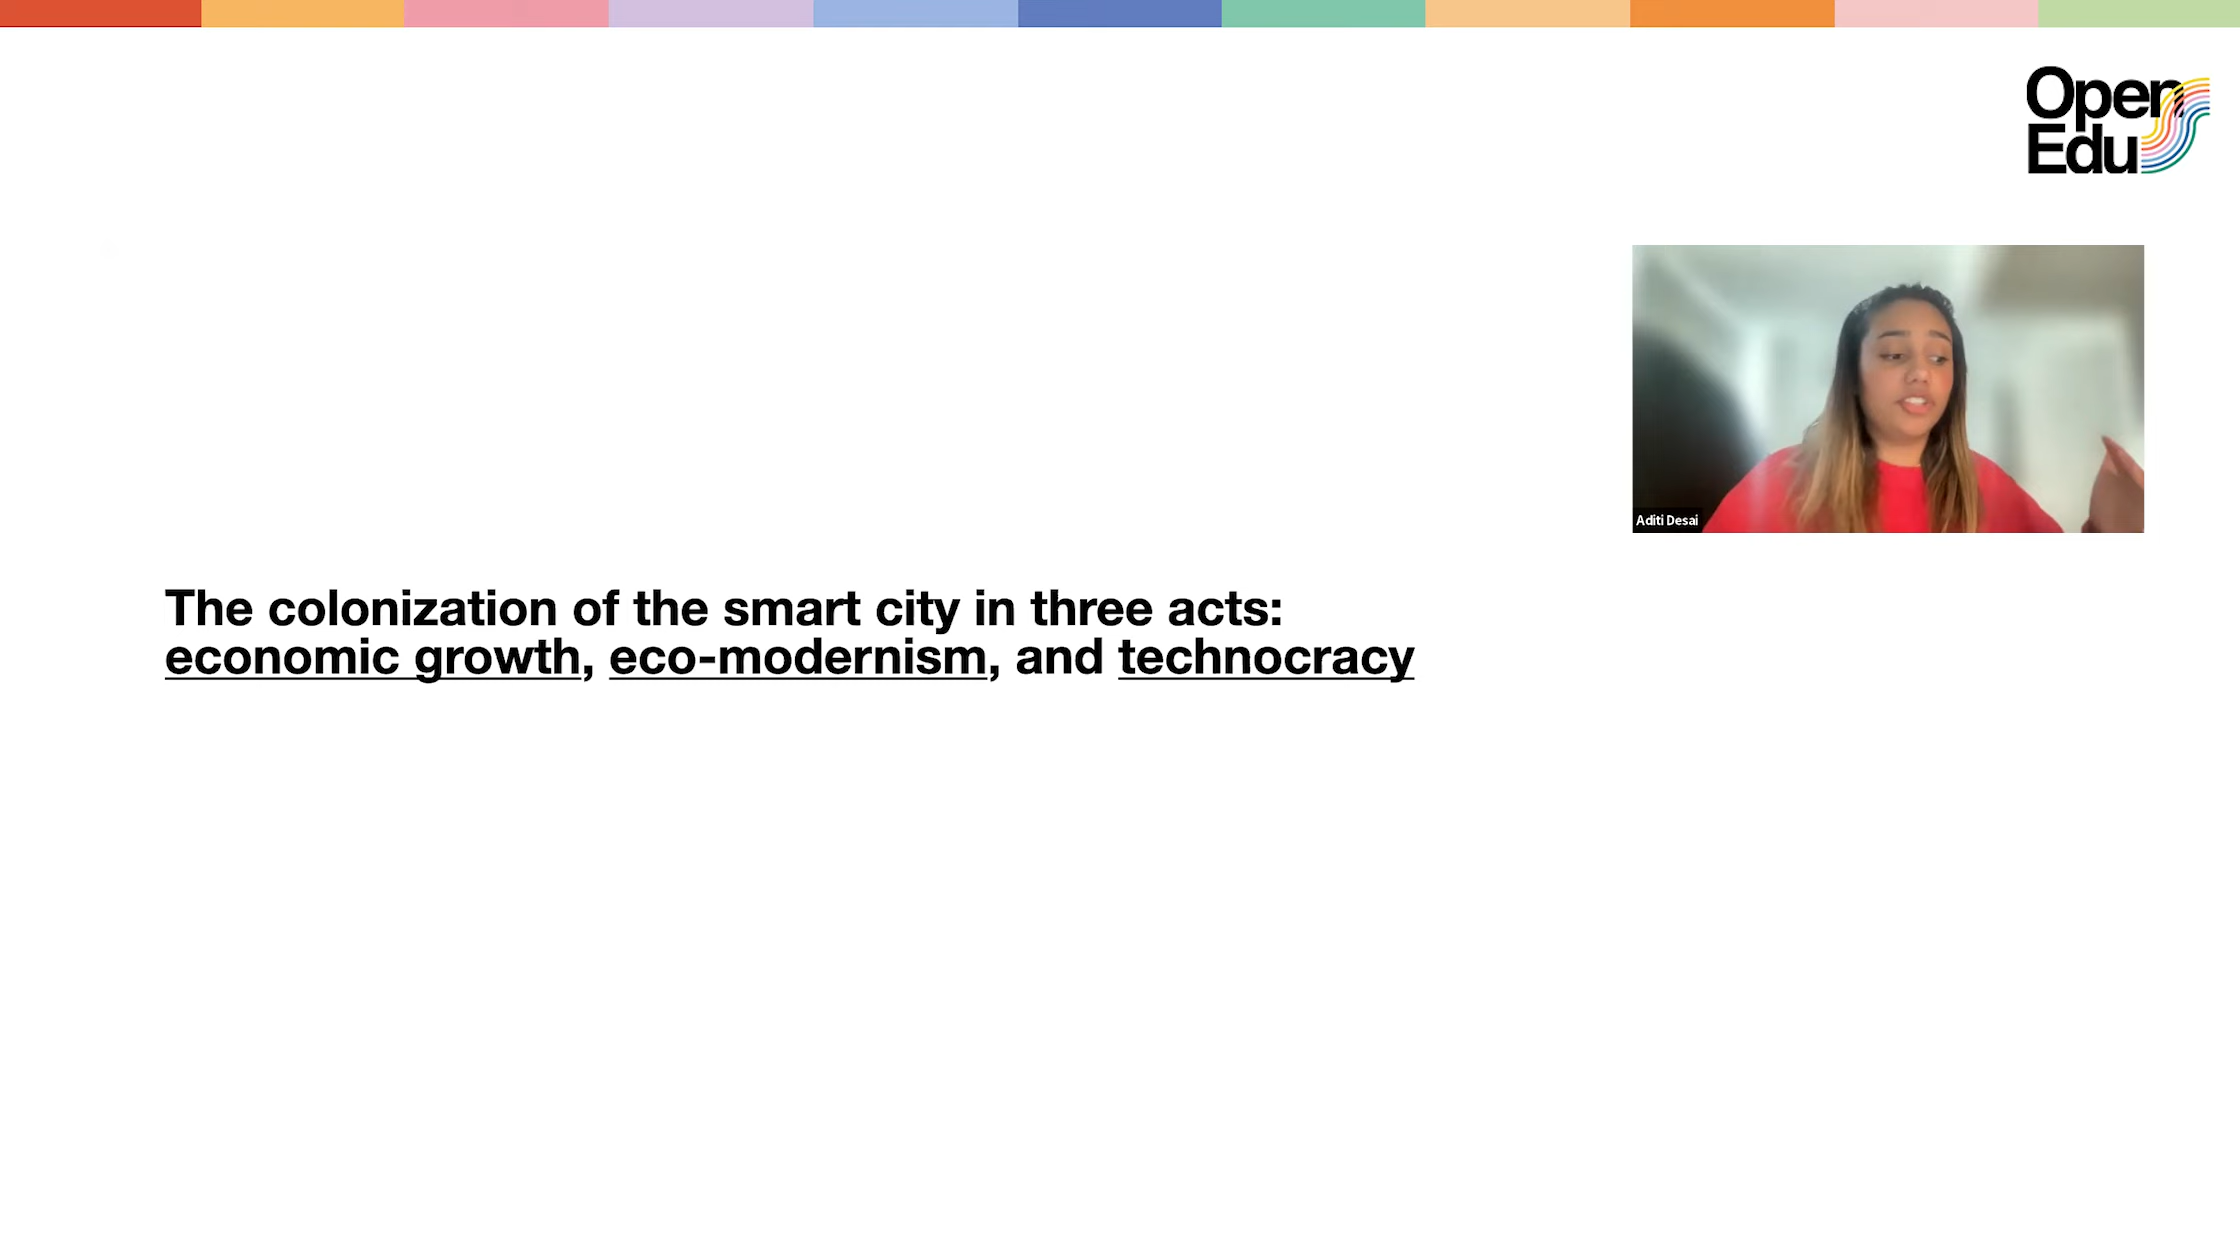 Open
Edu
Aditi Desai
The colonization of the smart city in three acts:
economic growth, eco-modernism, and technocracy